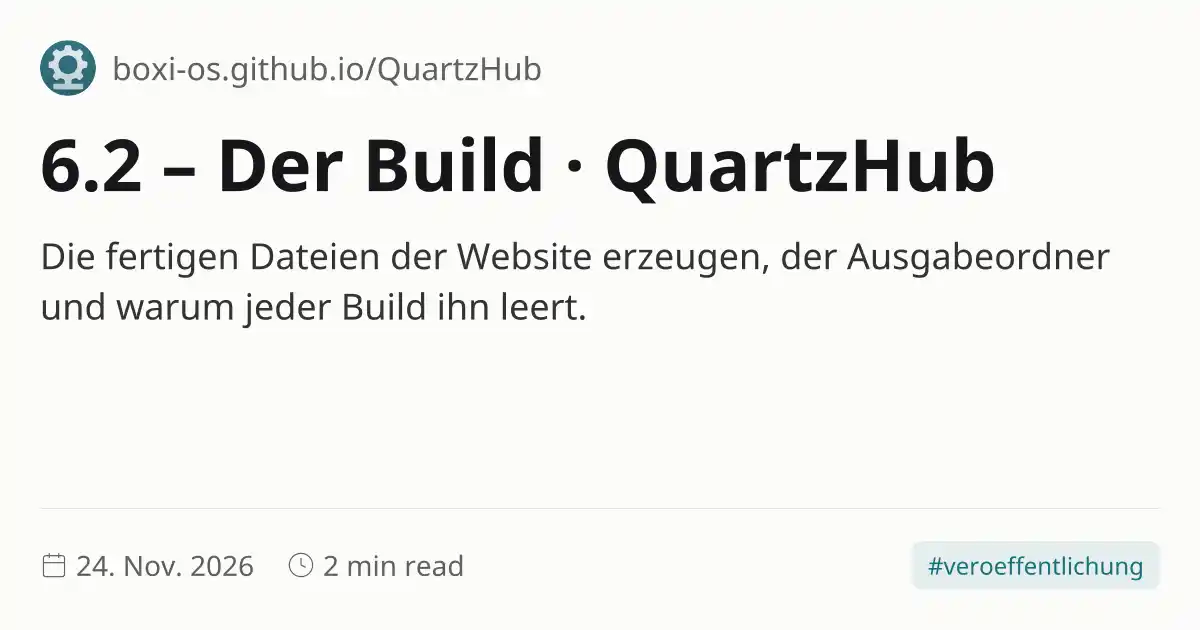 boxi-os.github.io/QuartzHub
6.2 – Der Build · QuartzHub
Die fertigen Dateien der Website erzeugen, der Ausgabeordner
und warum jeder Build ihn leert.
24. Nov. 2026 2 min read #veroeffentlichung